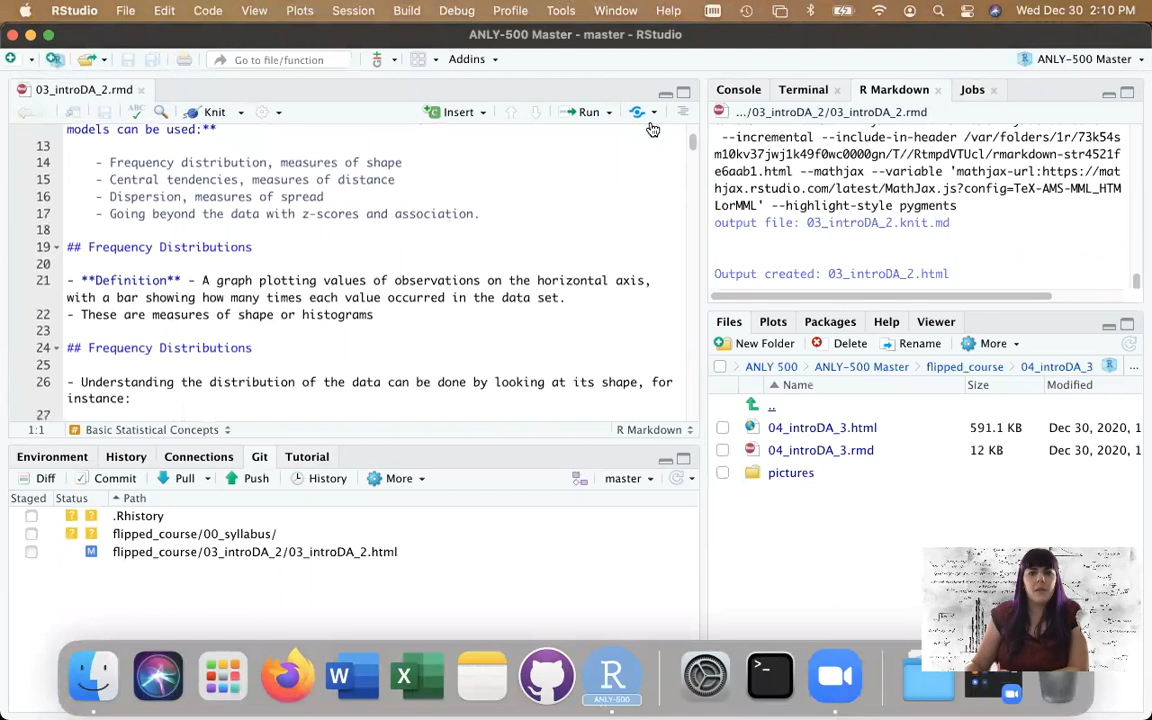 RStudio File Edit Code View Plots Session Build Debug Profile Tools Window Help Wed Dec 30 2:10 PM
ANLY-500 Master - master - RStudio
Go to file/function Addins ANLY-500 Master
03_introDA_2.rmd
Knit Insert Run
models can be used:**
13
14 - Frequency distribution, measures of shape
15 - Central tendencies, measures of distance
16 - Dispersion, measures of spread
17 - Going beyond the data with z-scores and association.
18
19 ## Frequency Distributions
20
21 - **Definition** - A graph plotting values of observations on the horizontal axis,
with a bar showing how many times each value occurred in the data set.
22 - These are measures of shape or histograms
23
24 ## Frequency Distributions
25
26 - Understanding the distribution of the data can be done by looking at its shape, for
instance:
27
1:1 Basic Statistical Concepts R Markdown
Environment History Connections Git Tutorial
Diff Commit Pull Push History More master
Staged Status Path
? ? .Rhistory
? ? flipped_course/00_syllabus/
M flipped_course/03_introDA_2/03_introDA_2.html
Console Terminal R Markdown Jobs
.../03_introDA_2/03_introDA_2.rmd
--incremental --include-in-header /var/folders/1r/73k54s
m10kv37jwj1k49f0wc0000gn/T//RtmpdVTUcl/rmarkdown-str4521f
e6aab1.html --mathjax --variable 'mathjax-url:https://mat
hjax.rstudio.com/latest/MathJax.js?config=TeX-AMS-MML_HTM
LorMML' --highlight-style pygments
output file: 03_introDA_2.knit.md
Output created: 03_introDA_2.html
Files Plots Packages Help Viewer
New Folder Delete Rename More
ANLY 500 ANLY-500 Master flipped_course 04_introDA_3 ...
Name Size Modified
..
04_introDA_3.html 591.1 KB Dec 30, 2020, 1
04_introDA_3.rmd 12 KB Dec 30, 2020, 1
pictures
W X R
ANLY-500